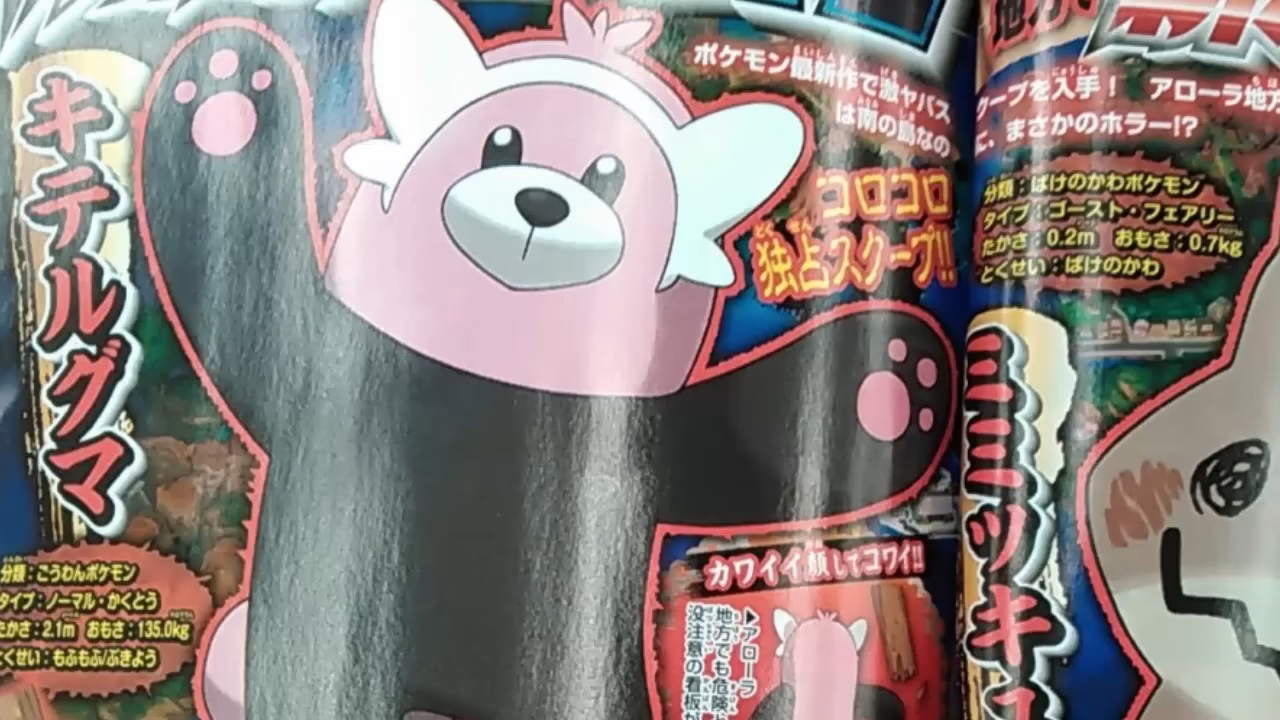 キテルグマ
ポケモン最新作で激ヤバス
は南の島なの
コロコロ
独占スクープ!!
分類：ごうわんポケモン
タイプ：ノーマル・かくとう
たかさ：2.1m おもさ：135.0kg
とくせい：もふもふ/ぶきよう
カワイイ顔してコワイ!!
▶アローラ
地方でも危険
没注意の看板が
クープを入手！ アローラ地方
に、まさかのホラー!?
分類：ばけのかわポケモン
タイプ：ゴースト・フェアリー
たかさ：0.2m おもさ：0.7kg
とくせい：ばけのかわ
ミミッキュ